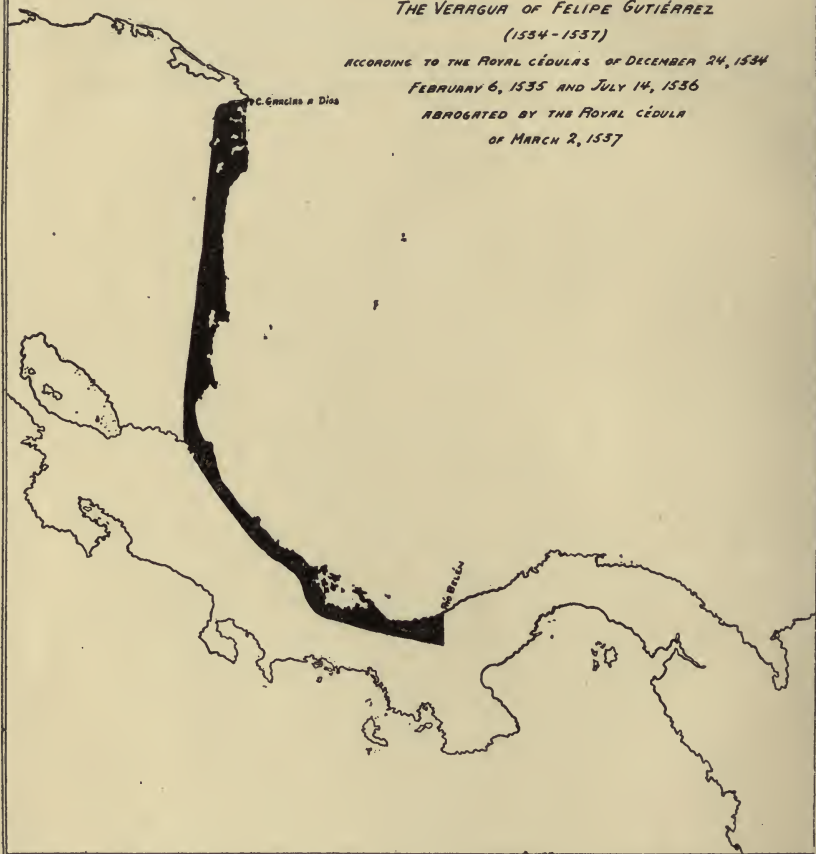 THE VERAGUA OF FELIPE GUTIÉRREZ
(1534-1537)
ACCORDING TO THE ROYAL CÉDULAS OF DECEMBER 24, 1534
FEBRUARY 6, 1535 AND JULY 14, 1536
ABROGATED BY THE ROYAL CÉDULA
OF MARCH 2, 1537
C. GRACIAS A DIOS
RÍO BELÉN